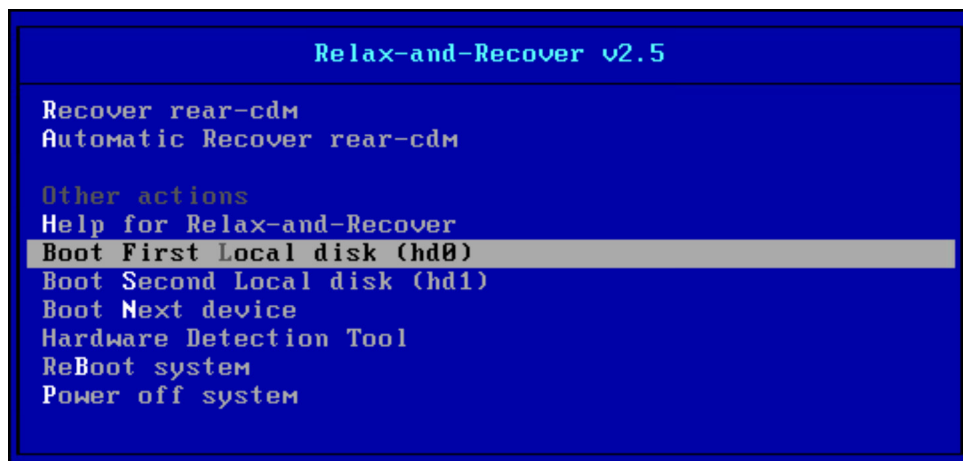 Relax-and-Recover v2.5
Recover rear-cdm
Automatic Recover rear-cdm
Other actions
Help for Relax-and-Recover
Boot First Local disk (hd0)
Boot Second Local disk (hd1)
Boot Next device
Hardware Detection Tool
ReBoot system
Power off system